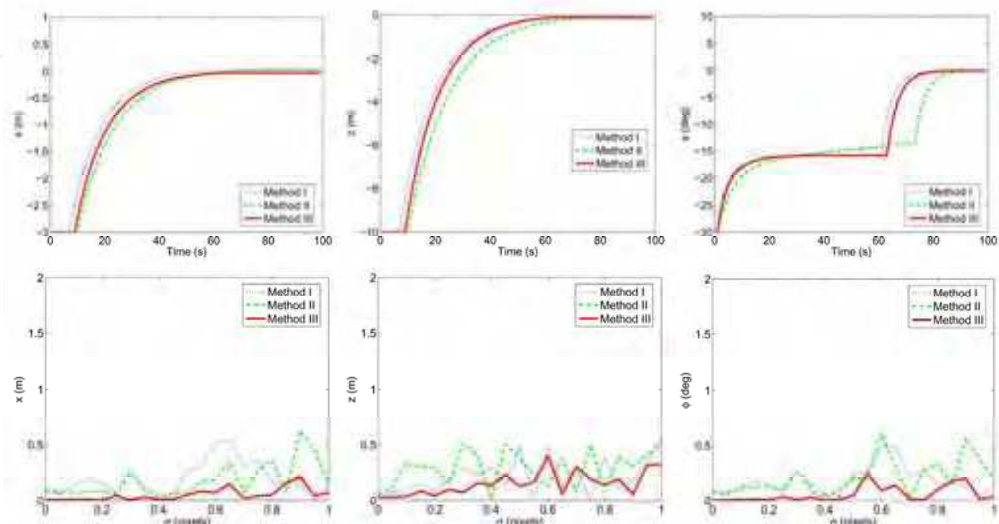 1
0.5
0
−0.5
−1
−1.5
−2
−2.5
−3
x (m)
Method I
Method II
Method III
0 20 40 60 80 100
Time (s)
0
−2
−4
−6
−8
−10
z (m)
Method I
Method II
Method III
0 20 40 60 80 100
Time (s)
10
5
0
−5
−10
−15
−20
−25
−30
(deg)
Method I
Method II
Method III
0 20 40 60 80 100
Time (s)
2
1.5
1
0.5
0
x (m)
Method I
Method II
Method III
0 0.2 0.4 0.6 0.8 1
σ (pixels)
2
1.5
1
0.5
0
z (m)
Method I
Method II
Method III
0 0.2 0.4 0.6 0.8 1
σ (pixels)
2
1.5
1
0.5
0
ϕ (deg)
Method I
Method II
Method III
0 0.2 0.4 0.6 0.8 1
σ (pixels)